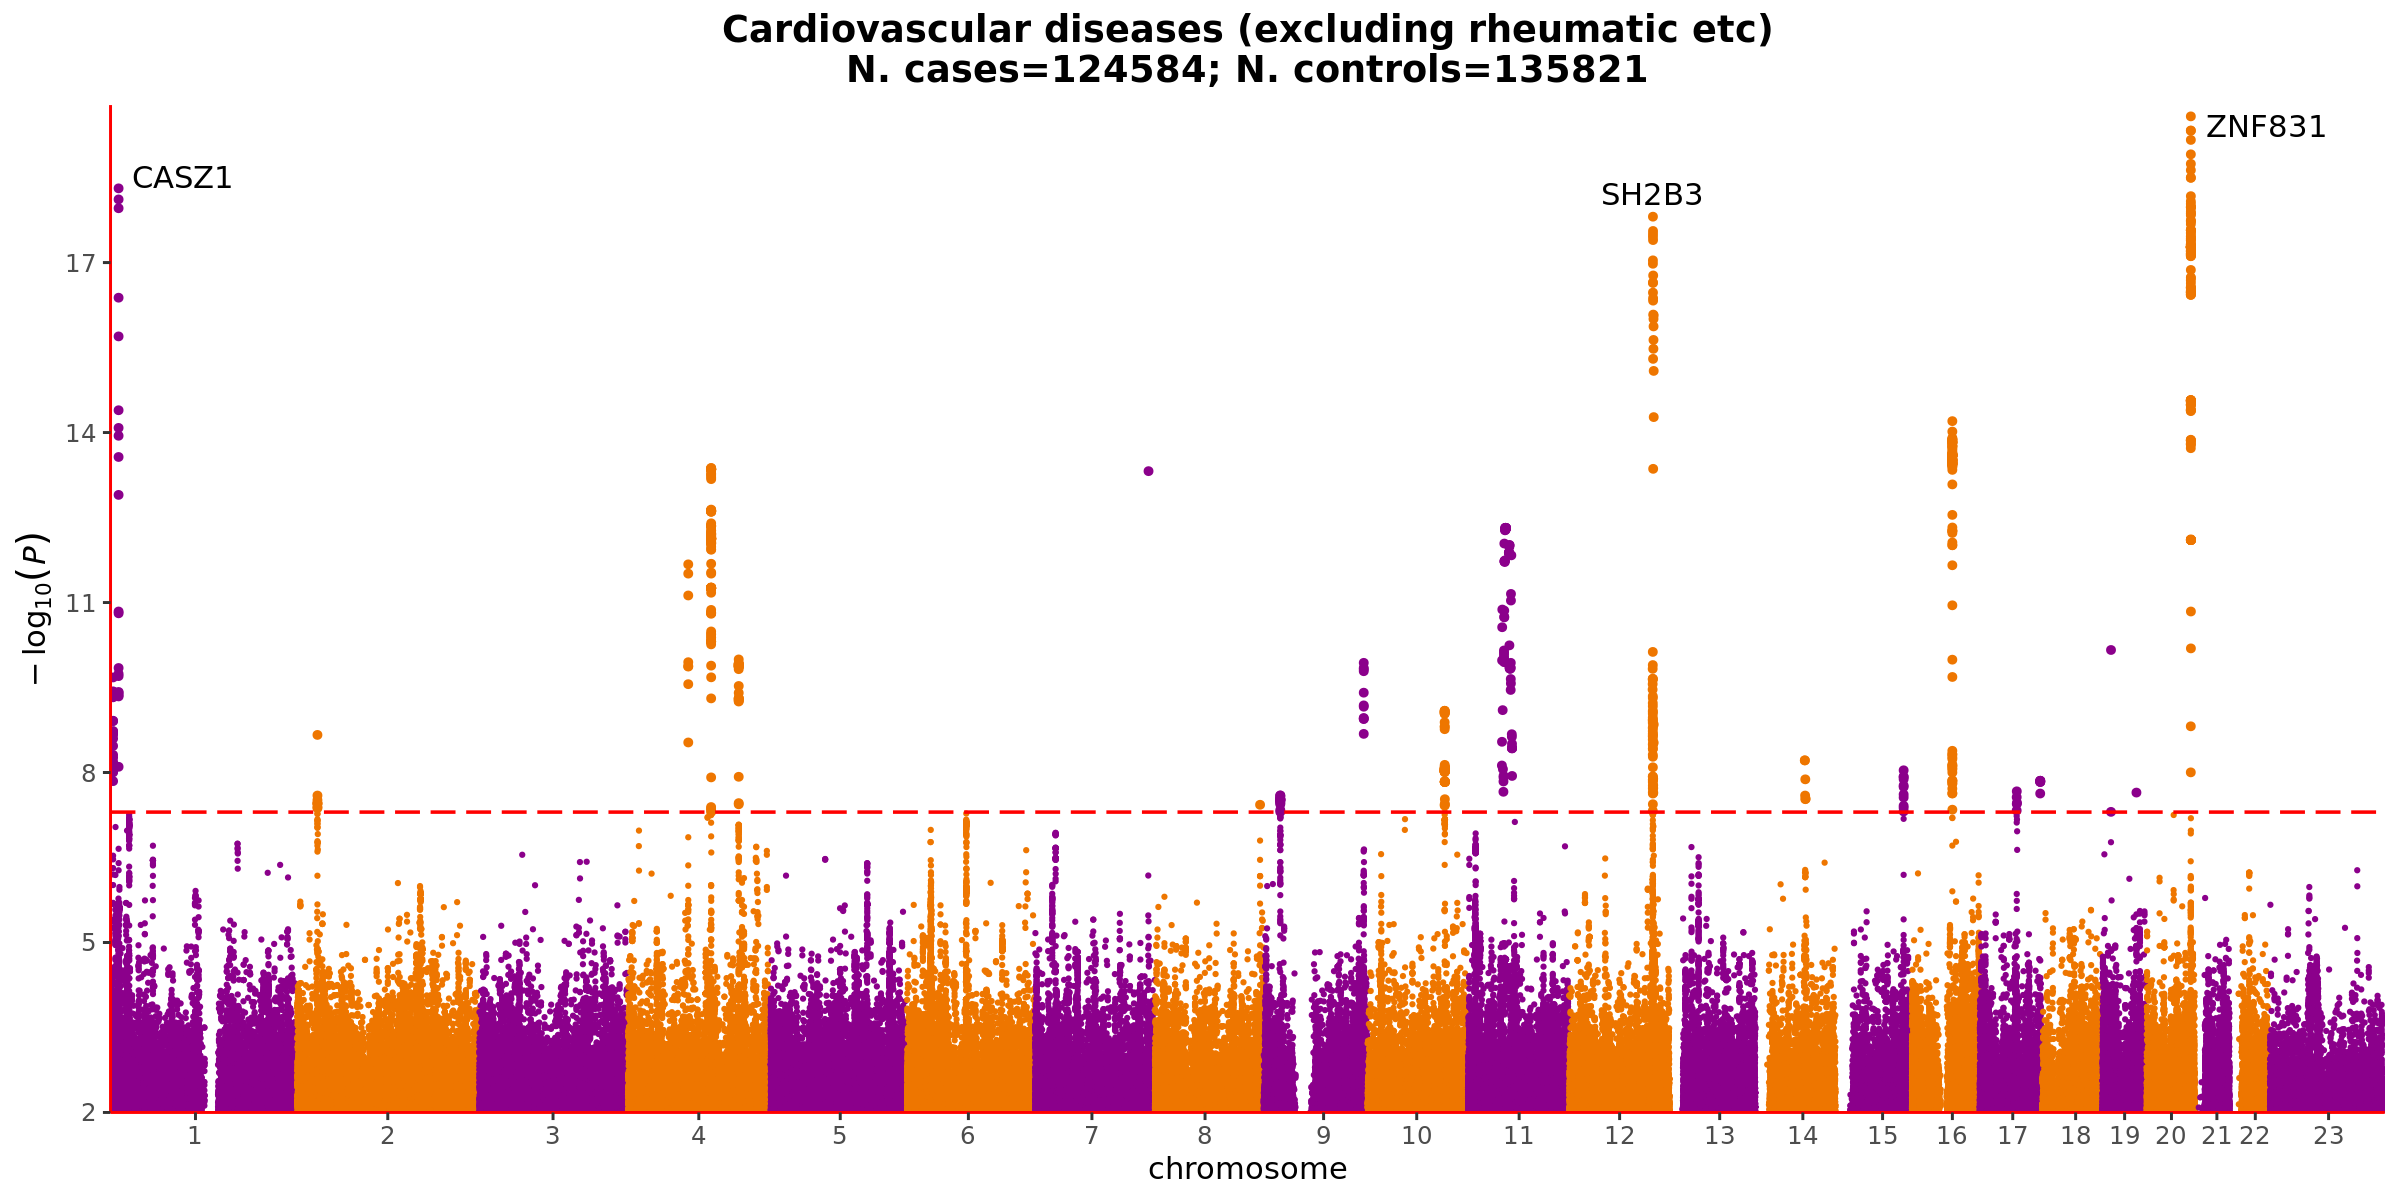 Cardiovascular diseases (excluding rheumatic etc)
N. cases=124584; N. controls=135821
ZNF831
CASZ1
SH2B3
17
14
11
8
5
2
−log10(P)
1 2 3 4 5 6 7 8 9 10 11 12 13 14 15 16 17 18 19 20 21 22 23
chromosome